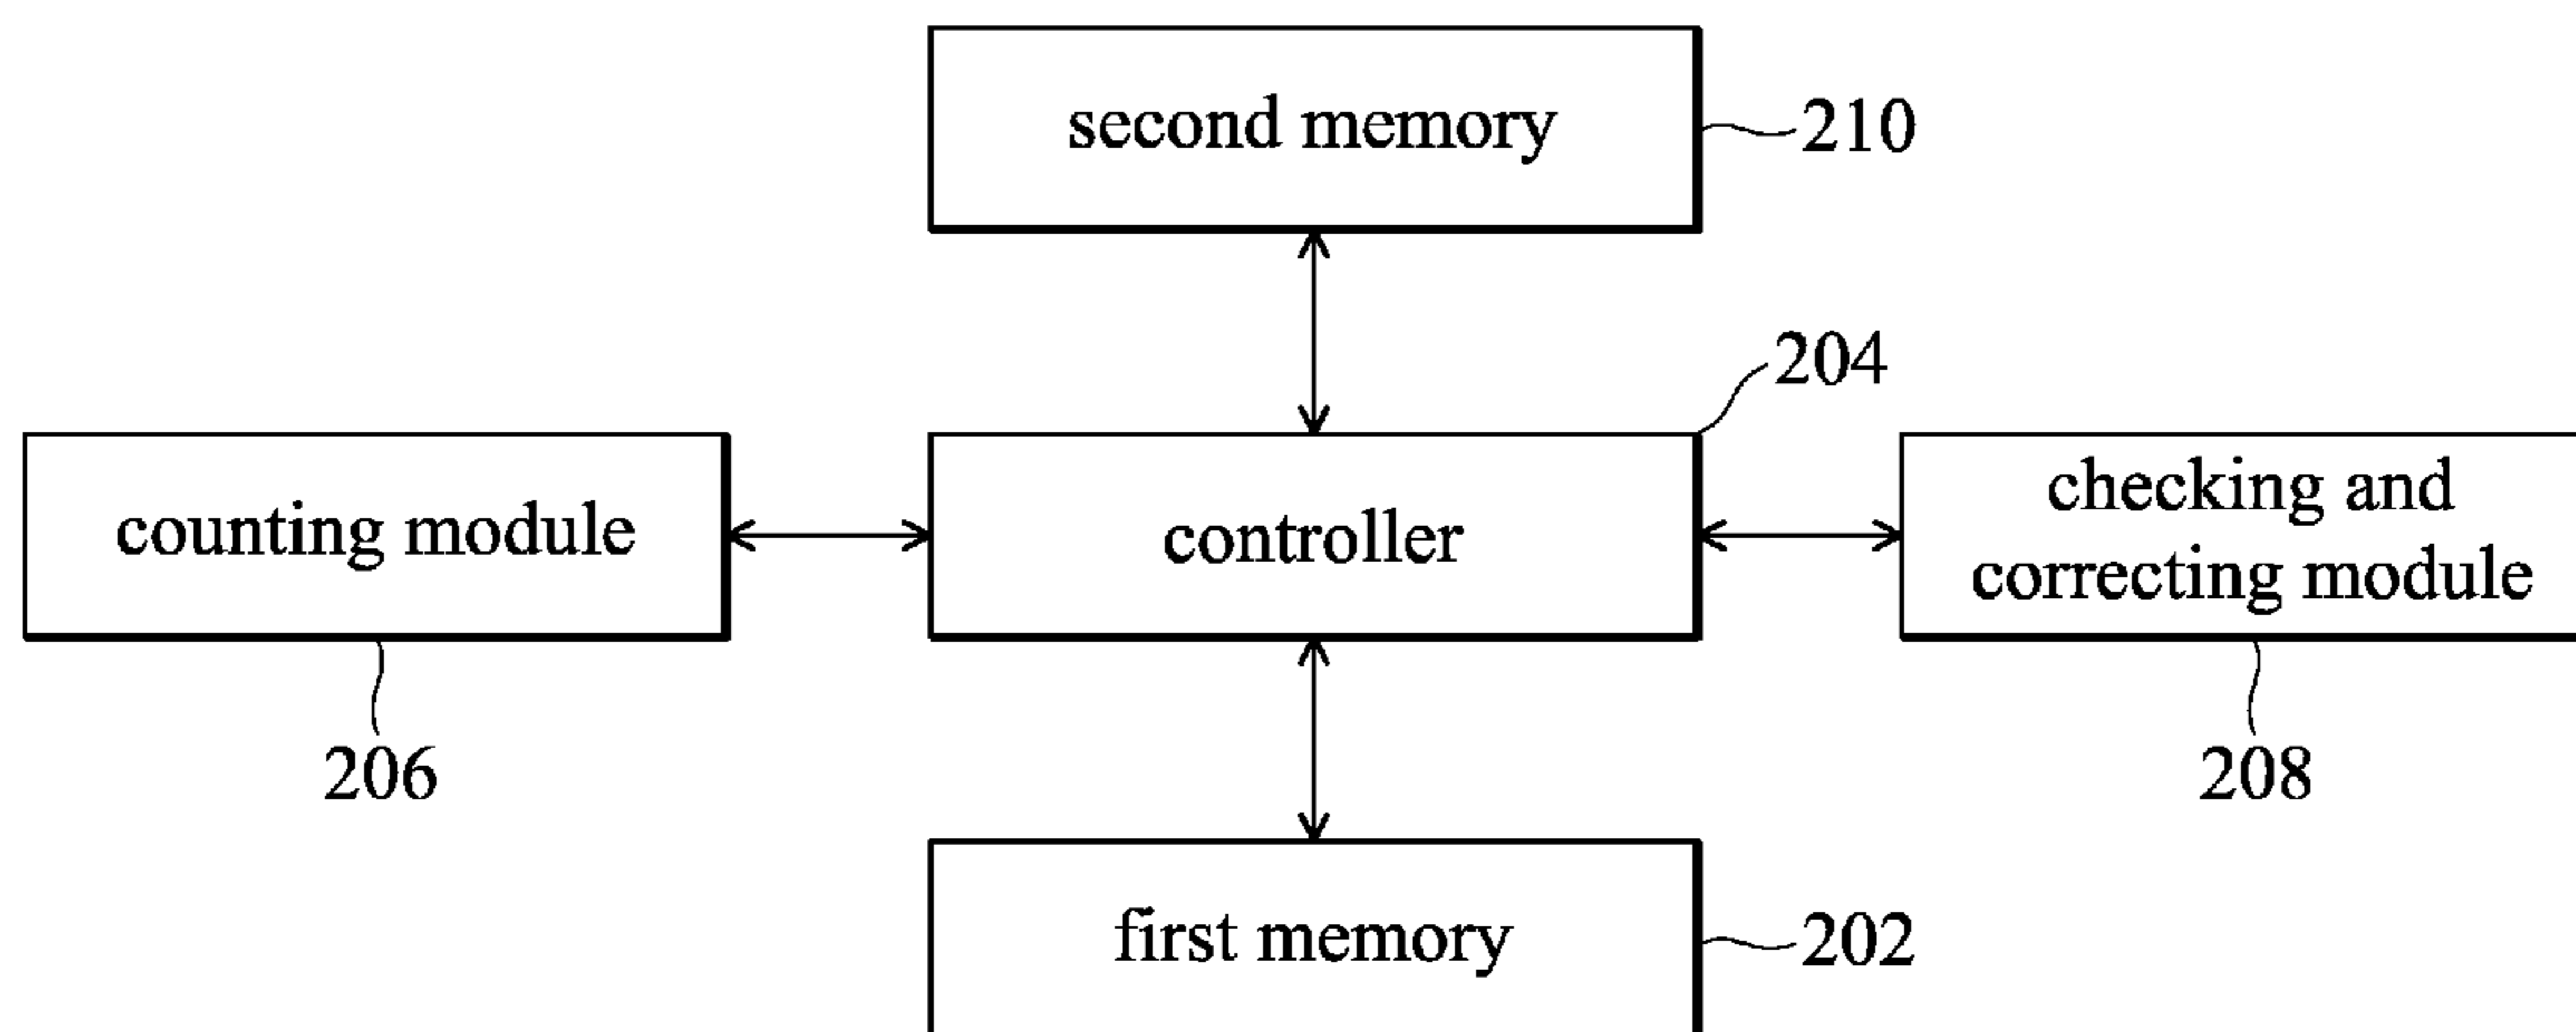 second memory
210
204
counting module
controller
checking and
correcting module
206
208
first memory
202